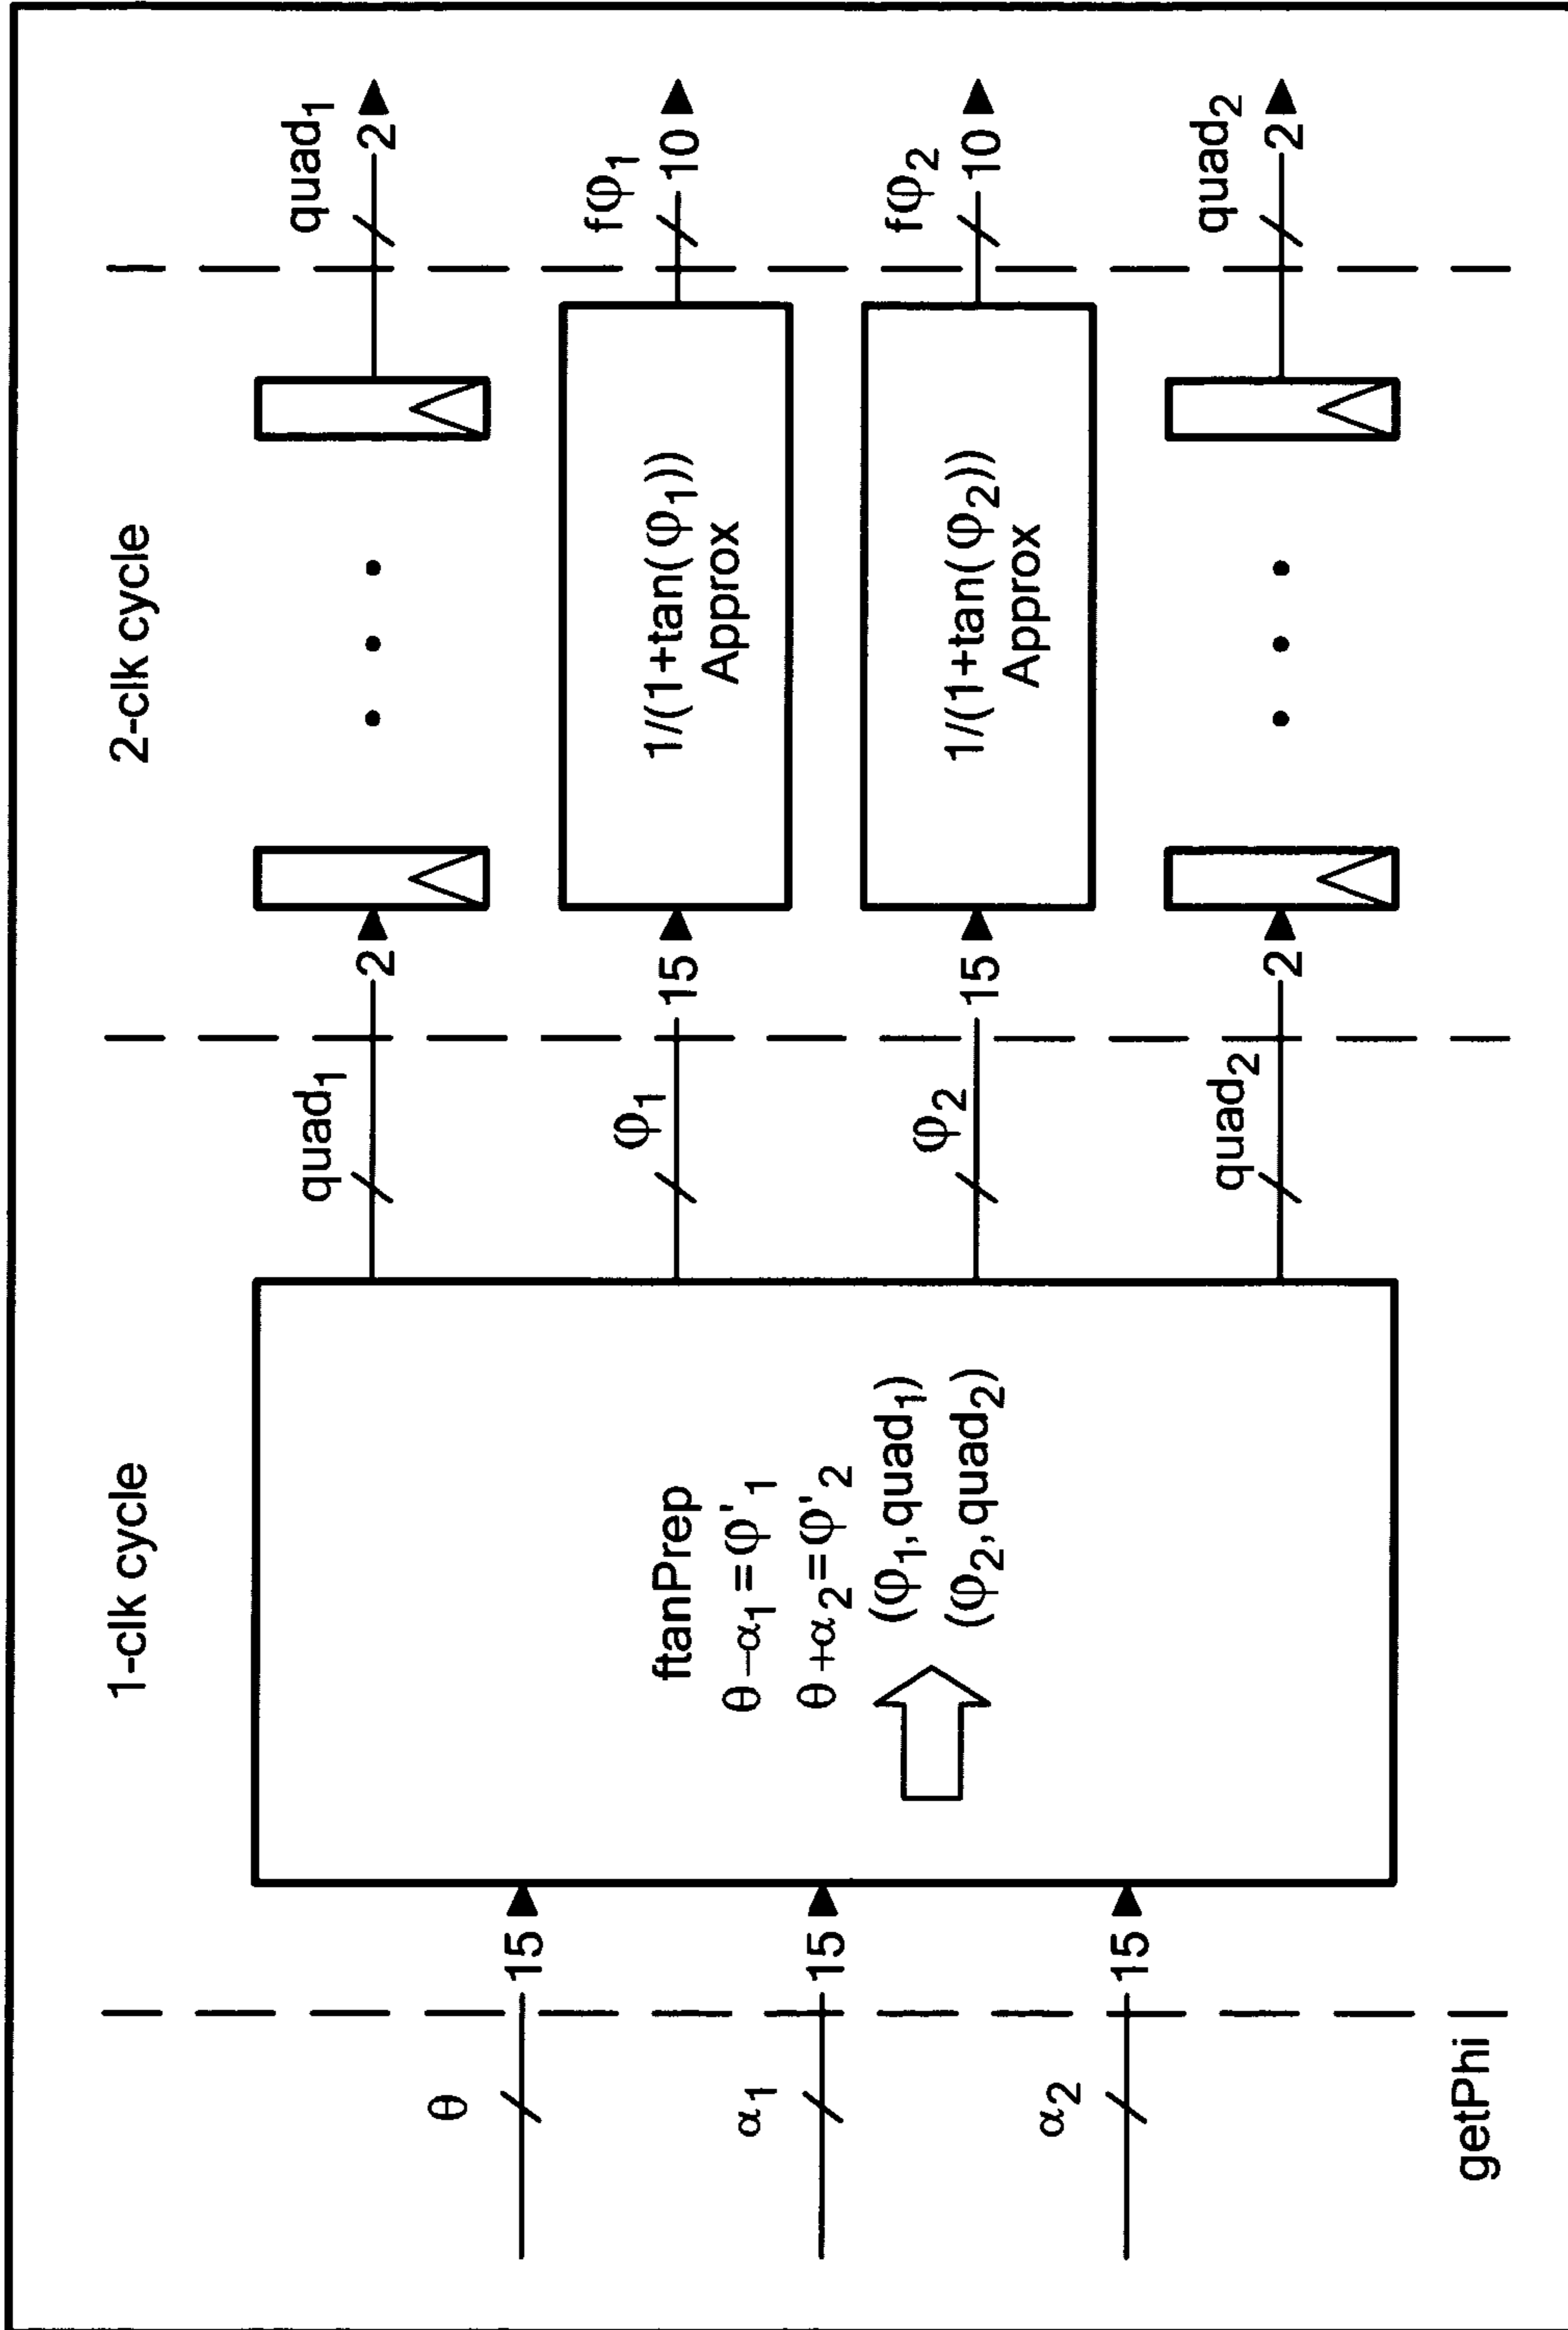 1-clk cycle
2-clk cycle
θ
15
α1
15
α2
15
ftanPrep
θ−α1=φ'1
θ+α2=φ'2
(φ1,quad1)
(φ2,quad2)
quad1
2
φ1
15
φ2
15
quad2
2
1/(1+tan(φ1)))
Approx
1/(1+tan(φ2)))
Approx
quad1
2
fφ1
10
fφ2
10
quad2
2
getPhi